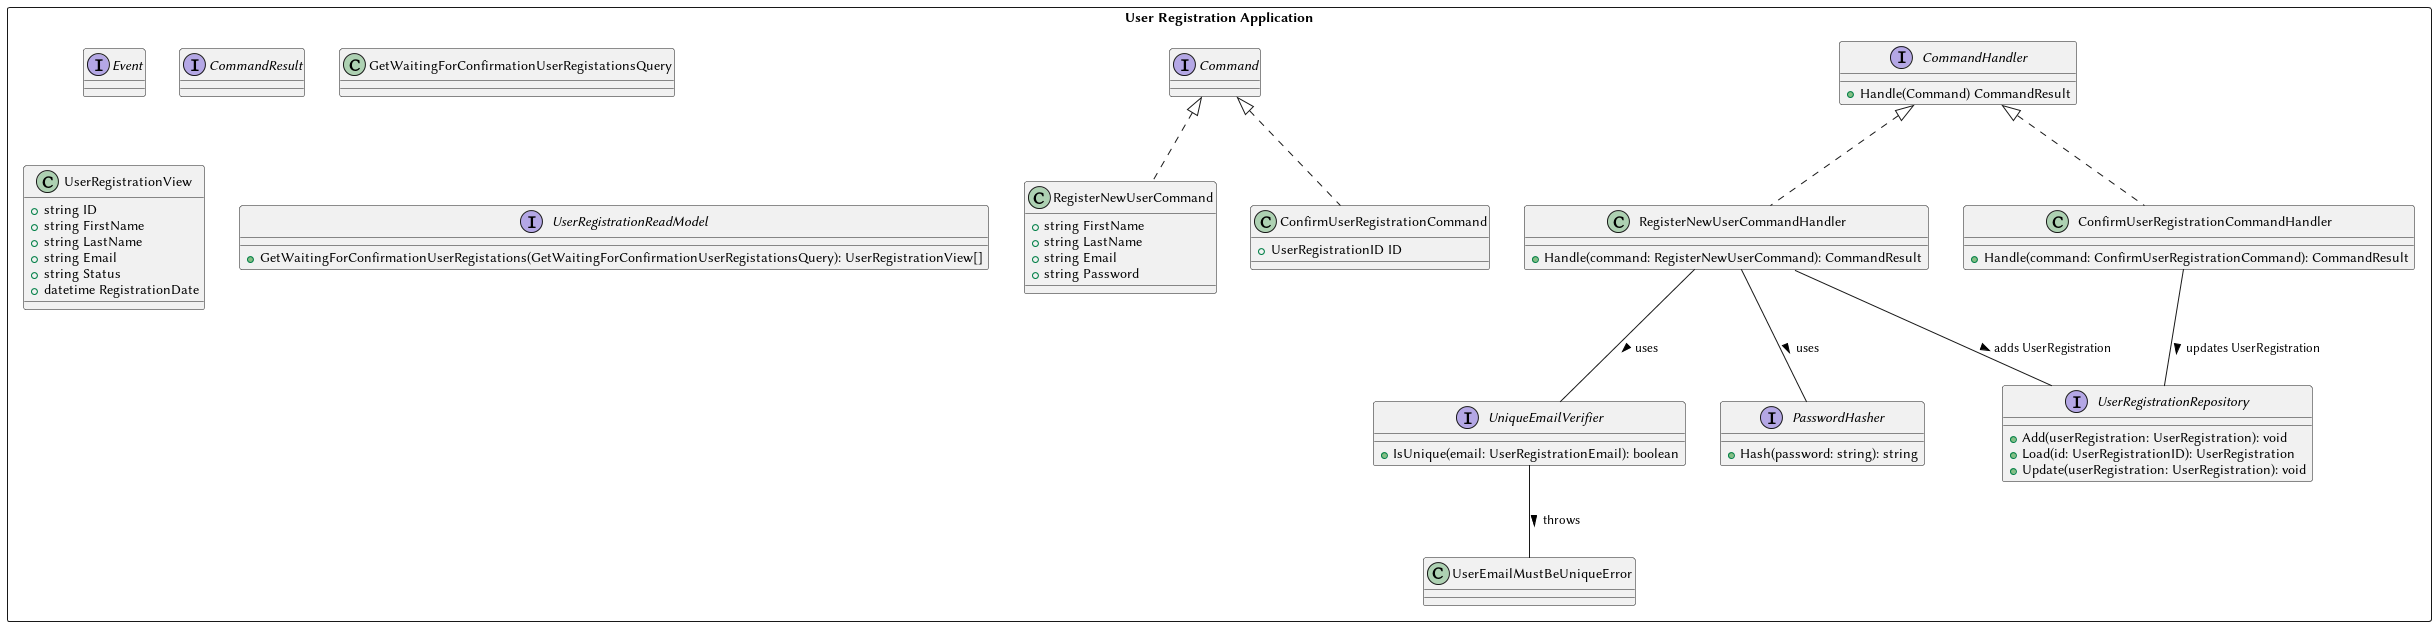 User Registration Application
I Event
I CommandResult
C GetWaitingForConfirmationUserRegistationsQuery
I Command
I CommandHandler
Handle(Command) CommandResult
C UserRegistrationView
string ID
string FirstName
string LastName
string Email
string Status
datetime RegistrationDate
I UserRegistrationReadModel
GetWaitingForConfirmationUserRegistations(GetWaitingForConfirmationUserRegistationsQuery): UserRegistrationView[]
C RegisterNewUserCommand
string FirstName
string LastName
string Email
string Password
C ConfirmUserRegistrationCommand
UserRegistrationID ID
C RegisterNewUserCommandHandler
Handle(command: RegisterNewUserCommand): CommandResult
C ConfirmUserRegistrationCommandHandler
Handle(command: ConfirmUserRegistrationCommand): CommandResult
uses
uses
adds UserRegistration
updates UserRegistration
I UniqueEmailVerifier
IsUnique(email: UserRegistrationEmail): boolean
I PasswordHasher
Hash(password: string): string
I UserRegistrationRepository
Add(userRegistration: UserRegistration): void
Load(id: UserRegistrationID): UserRegistration
Update(userRegistration: UserRegistration): void
throws
C UserEmailMustBeUniqueError